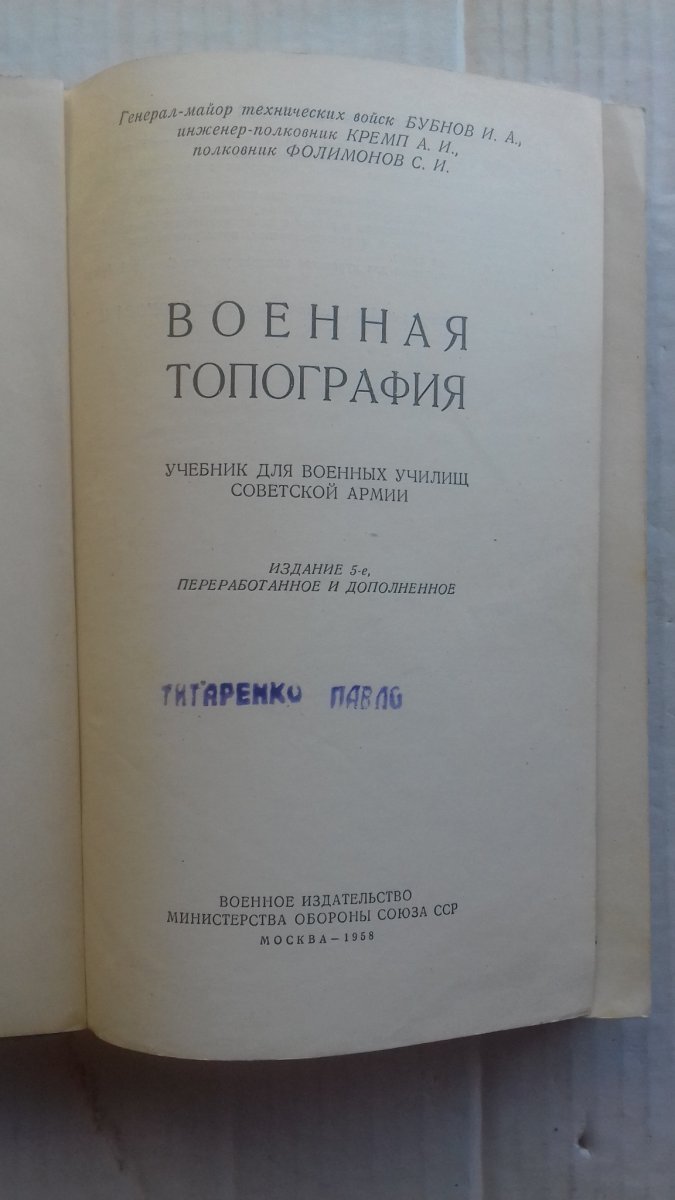 Генерал-майор технических войск БУБНОВ И. А.,
инженер-полковник КРЕМП А. И.,
полковник ФОЛИМОНОВ С. И.
ВОЕННАЯ
ТОПОГРАФИЯ
УЧЕБНИК ДЛЯ ВОЕННЫХ УЧИЛИЩ
СОВЕТСКОЙ АРМИИ
ИЗДАНИЕ 5-е,
ПЕРЕРАБОТАННОЕ И ДОПОЛНЕННОЕ
ТИТАРЕНКО ПАВЛО
ВОЕННОЕ ИЗДАТЕЛЬСТВО
МИНИСТЕРСТВА ОБОРОНЫ СОЮЗА ССР
МОСКВА — 1958